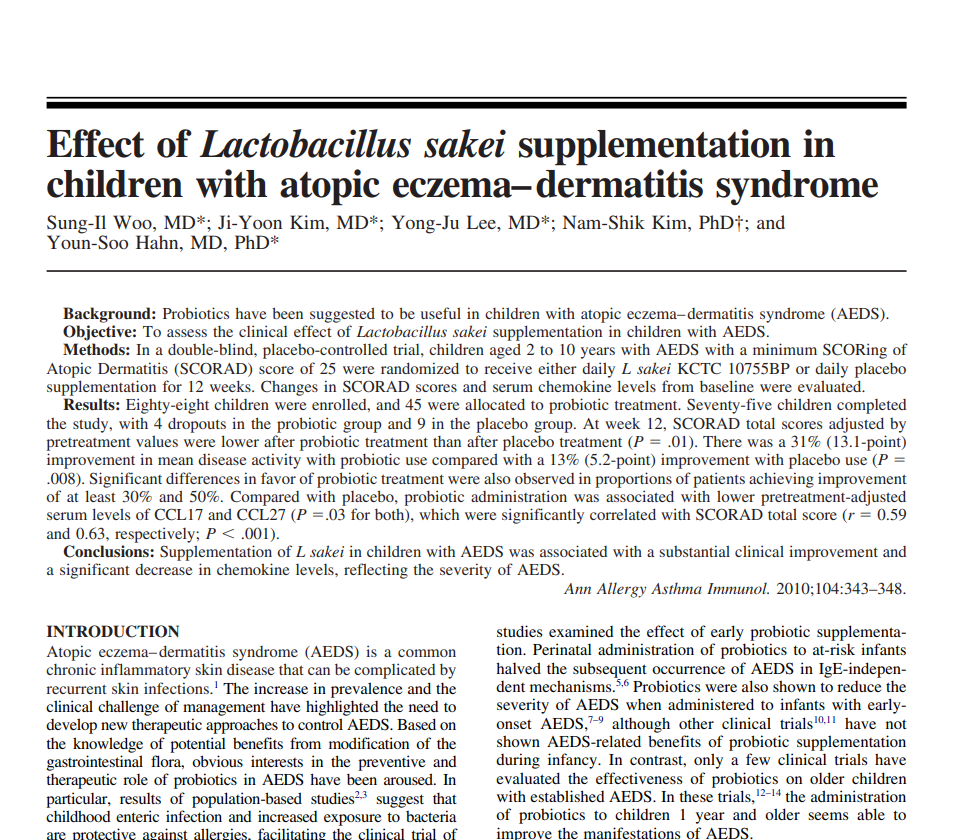 Effect of Lactobacillus sakei supplementation in
children with atopic eczema–dermatitis syndrome
Sung-Il Woo, MD*; Ji-Yoon Kim, MD*; Yong-Ju Lee, MD*; Nam-Shik Kim, PhD†; and
Youn-Soo Hahn, MD, PhD*
Background: Probiotics have been suggested to be useful in children with atopic eczema–dermatitis syndrome (AEDS).
Objective: To assess the clinical effect of Lactobacillus sakei supplementation in children with AEDS.
Methods: In a double-blind, placebo-controlled trial, children aged 2 to 10 years with AEDS with a minimum SCORing of
Atopic Dermatitis (SCORAD) score of 25 were randomized to receive either daily L sakei KCTC 10755BP or daily placebo
supplementation for 12 weeks. Changes in SCORAD scores and serum chemokine levels from baseline were evaluated.
Results: Eighty-eight children were enrolled, and 45 were allocated to probiotic treatment. Seventy-five children completed
the study, with 4 dropouts in the probiotic group and 9 in the placebo group. At week 12, SCORAD total scores adjusted by
pretreatment values were lower after probiotic treatment than after placebo treatment (P = .01). There was a 31% (13.1-point)
improvement in mean disease activity with probiotic use compared with a 13% (5.2-point) improvement with placebo use (P =
.008). Significant differences in favor of probiotic treatment were also observed in proportions of patients achieving improvement
of at least 30% and 50%. Compared with placebo, probiotic administration was associated with lower pretreatment-adjusted
serum levels of CCL17 and CCL27 (P =.03 for both), which were significantly correlated with SCORAD total score (r = 0.59
and 0.63, respectively; P < .001).
Conclusions: Supplementation of L sakei in children with AEDS was associated with a substantial clinical improvement and
a significant decrease in chemokine levels, reflecting the severity of AEDS.
Ann Allergy Asthma Immunol. 2010;104:343–348.
INTRODUCTION
Atopic eczema–dermatitis syndrome (AEDS) is a common
chronic inflammatory skin disease that can be complicated by
recurrent skin infections.1 The increase in prevalence and the
clinical challenge of management have highlighted the need to
develop new therapeutic approaches to control AEDS. Based on
the knowledge of potential benefits from modification of the
gastrointestinal flora, obvious interests in the preventive and
therapeutic role of probiotics in AEDS have been aroused. In
particular, results of population-based studies2,3 suggest that
childhood enteric infection and increased exposure to bacteria
are protective against allergies, facilitating the clinical trial of
studies examined the effect of early probiotic supplementa-
tion. Perinatal administration of probiotics to at-risk infants
halved the subsequent occurrence of AEDS in IgE-indepen-
dent mechanisms.5,6 Probiotics were also shown to reduce the
severity of AEDS when administered to infants with early-
onset AEDS,7–9 although other clinical trials10,11 have not
shown AEDS-related benefits of probiotic supplementation
during infancy. In contrast, only a few clinical trials have
evaluated the effectiveness of probiotics on older children
with established AEDS. In these trials,12–14 the administration
of probiotics to children 1 year and older seems able to
improve the manifestations of AEDS.